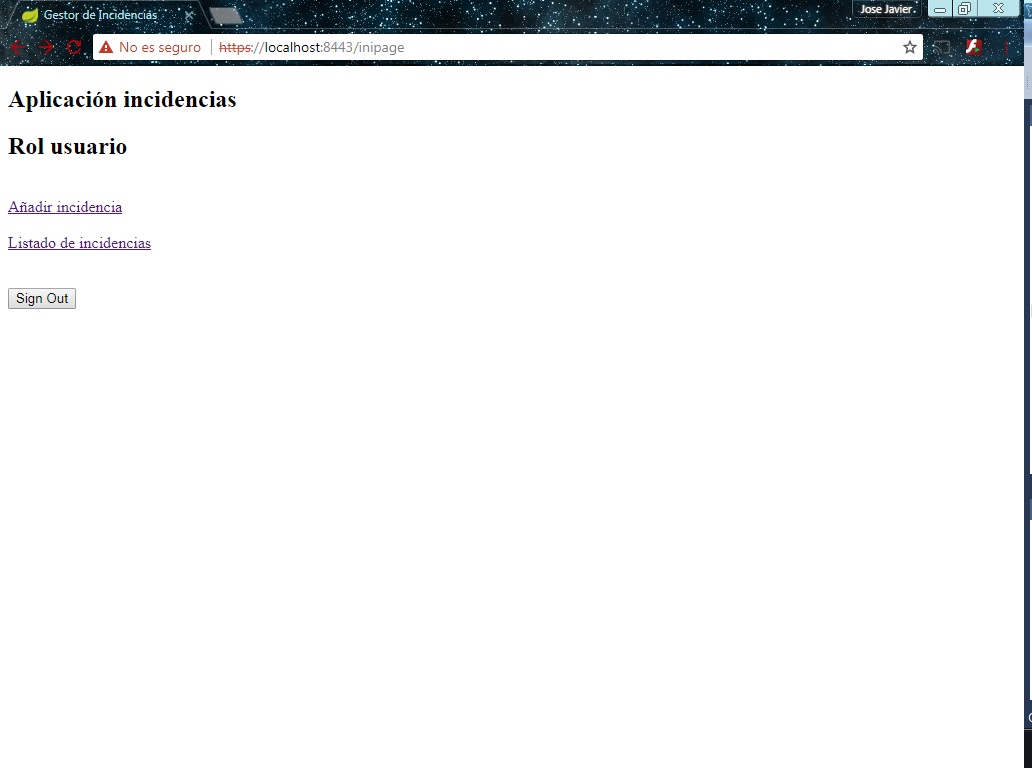 Gestor de Incidencias
Jose Javier.
No es seguro
https://localhost:8443/inipage
Aplicación incidencias
Rol usuario
Añadir incidencia
Listado de incidencias
Sign Out